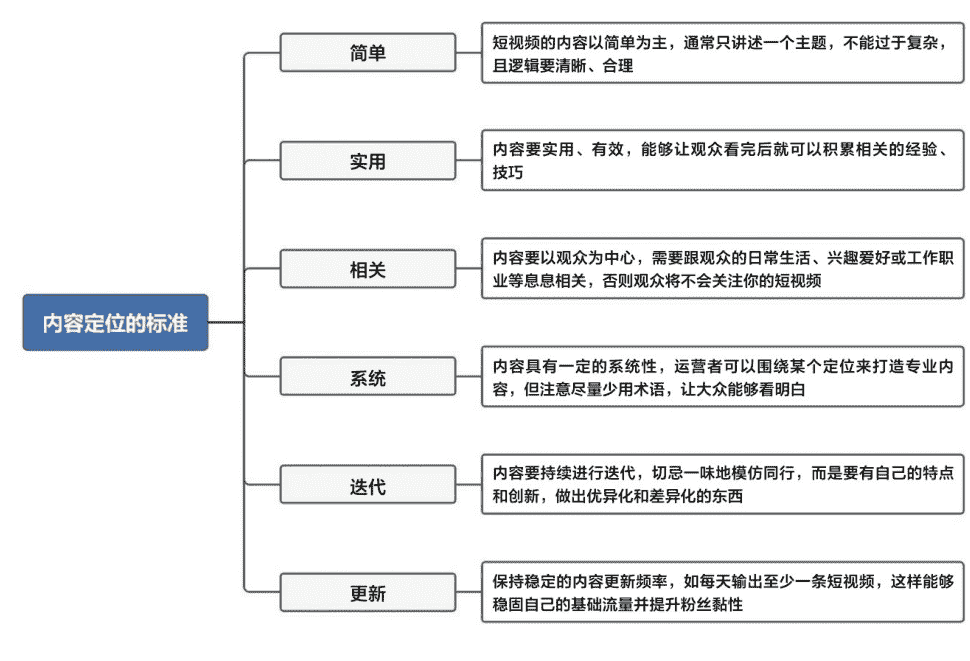 内容定位的标准
简单
短视频的内容以简单为主，通常只讲述一个主题，不能过于复杂，
且逻辑要清晰、合理
实用
内容要实用、有效，能够让观众看完后就可以积累相关的经验、
技巧
相关
内容要以观众为中心，需要跟观众的日常生活、兴趣爱好或工作职
业等息息相关，否则观众将不会关注你的短视频
系统
内容具有一定的系统性，运营者可以围绕某个定位来打造专业内
容，但注意尽量少用术语，让大众能够看明白
迭代
内容要持续进行迭代，切忌一味地模仿同行，而是要有自己的特点
和创新，做出优异化和差异化的东西
更新
保持稳定的内容更新频率，如每天输出至少一条短视频，这样能够
稳固自己的基础流量并提升粉丝黏性